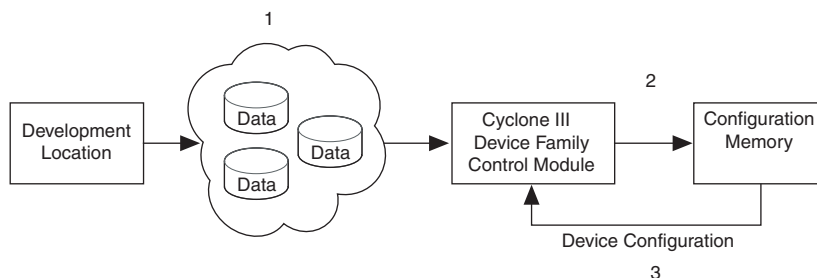 1
Development
Location
Data
Data
Data
Cyclone III
Device Family
Control Module
2
Configuration
Memory
Device Configuration
3